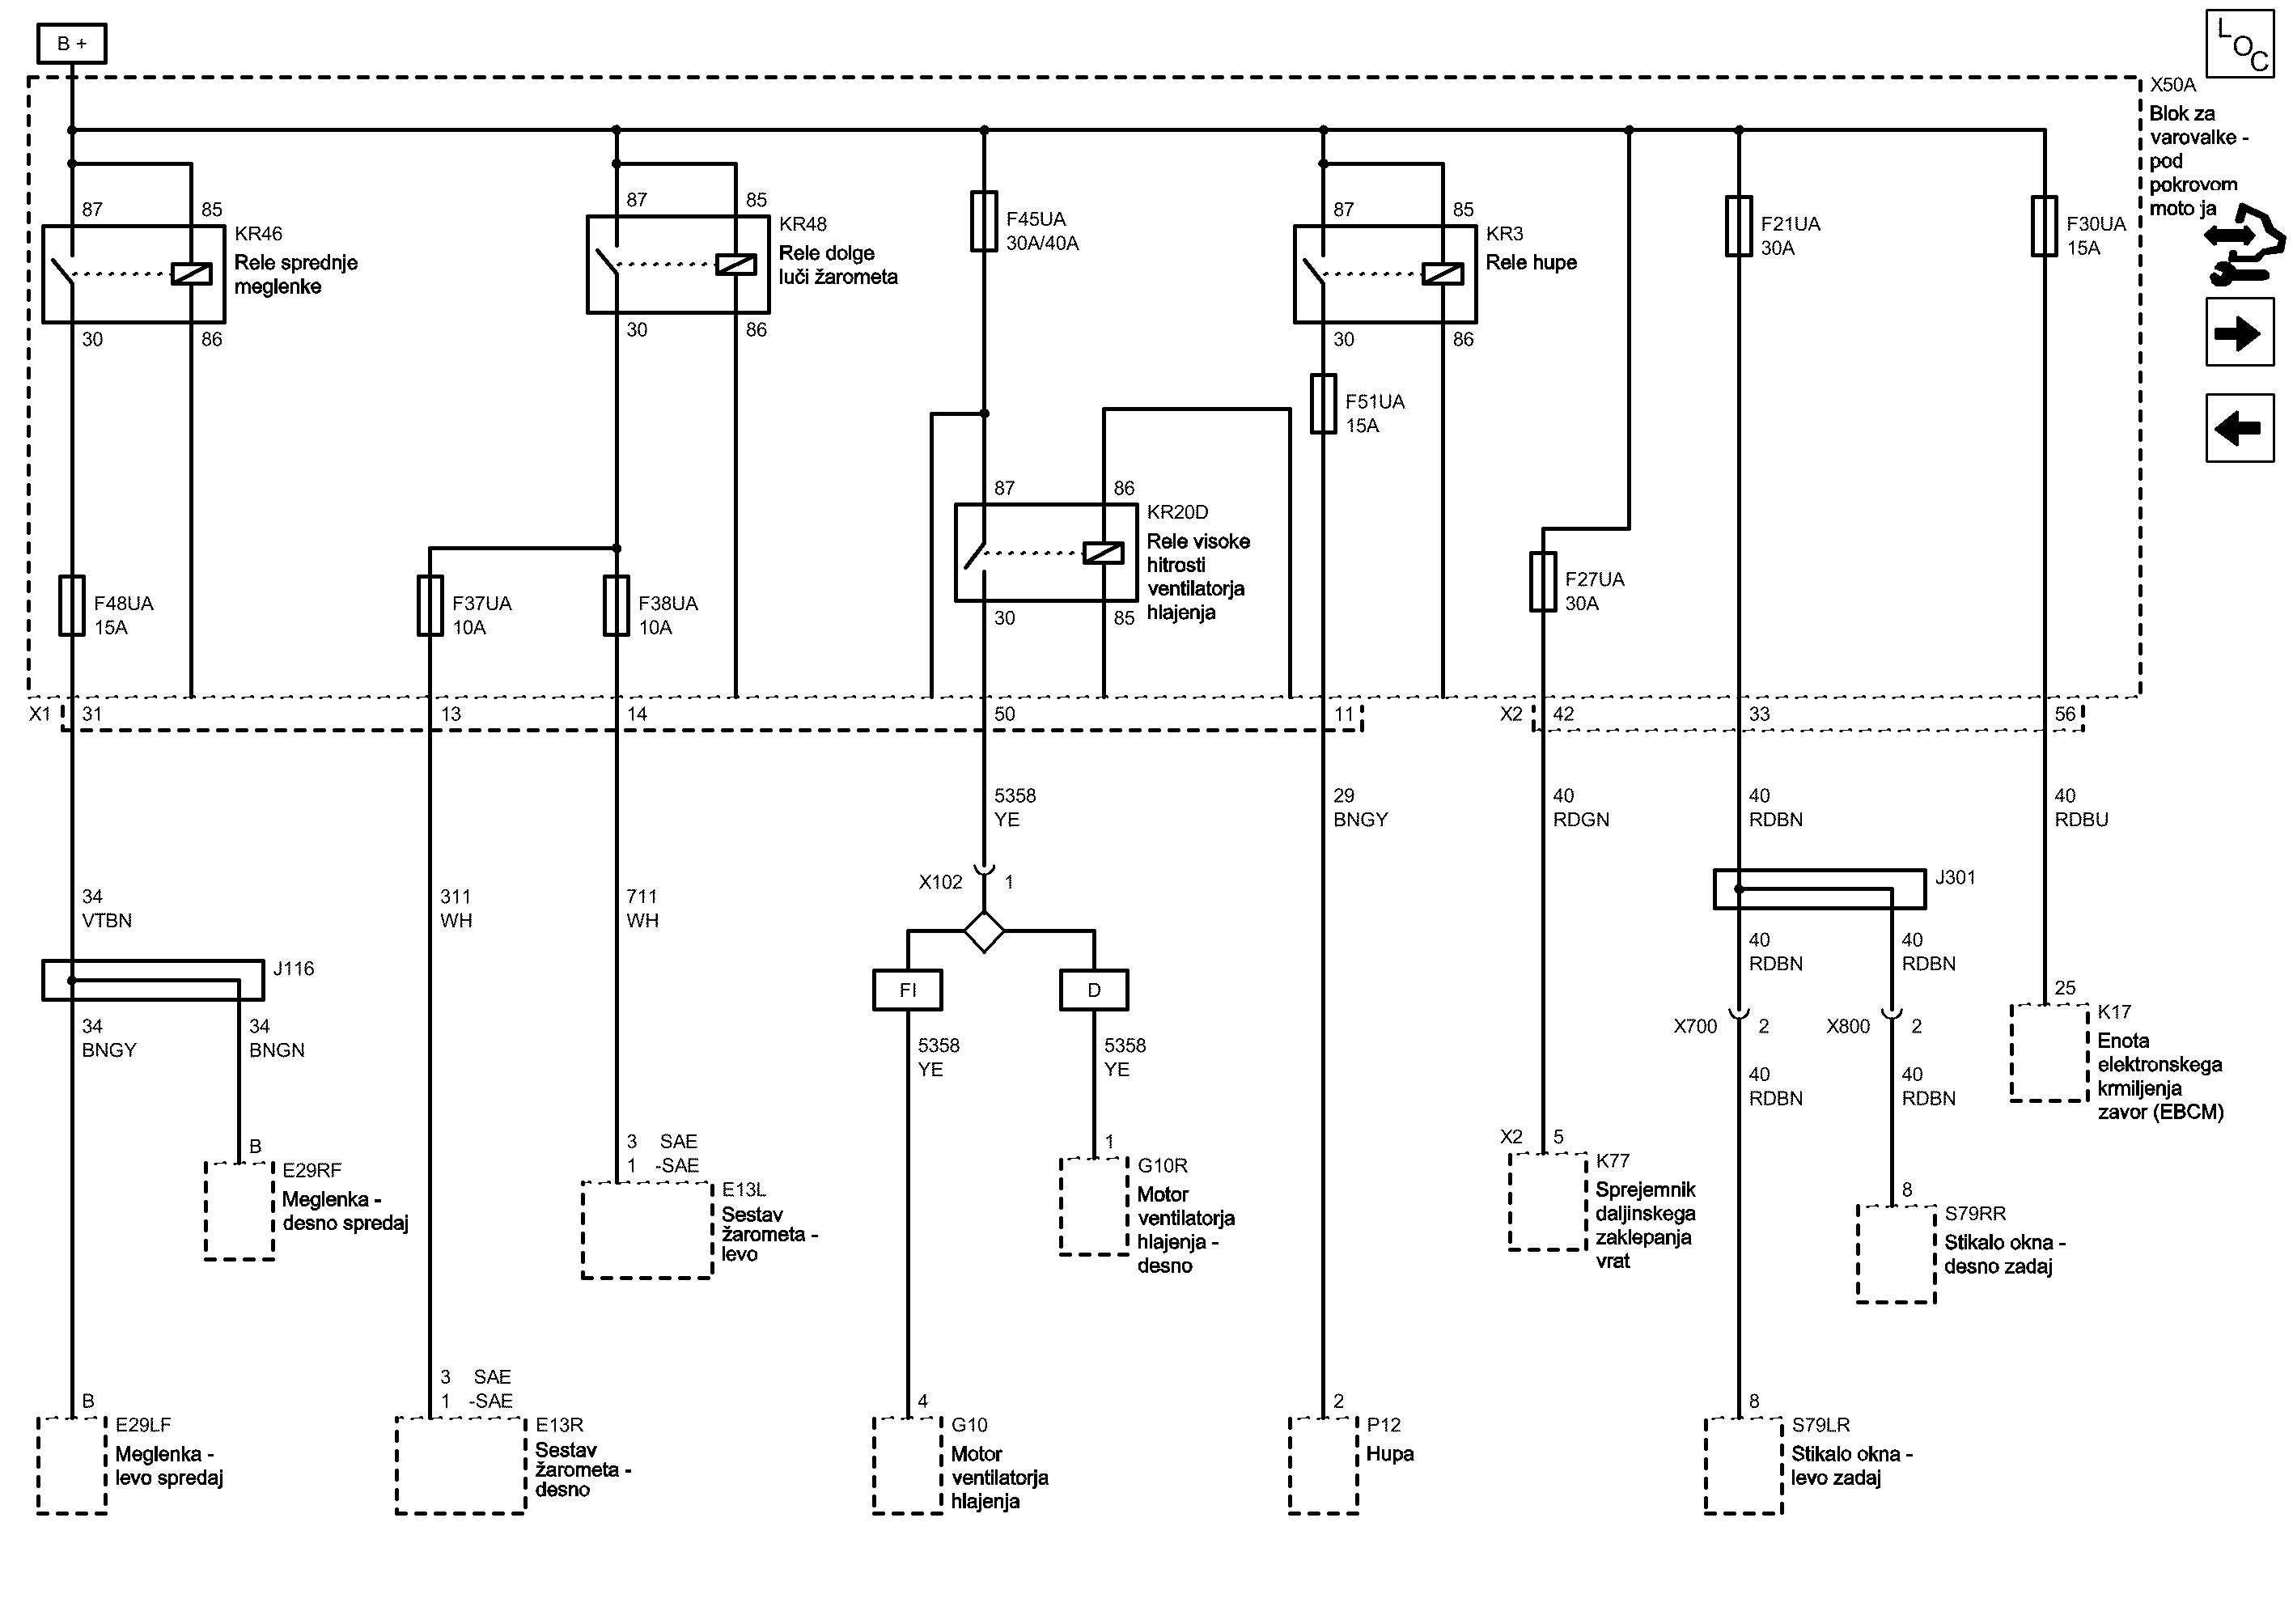 B +
L
O
C
X50A
Blok za
varovalke -
pod
pokrovom
moto ja
87
85
KR46
Rele sprednje
meglenke
30
86
87
85
KR48
Rele dolge
luči žarometa
30
86
F45UA
30A/40A
87
85
KR3
Rele hupe
30
86
F51UA
15A
F21UA
30A
F30UA
15A
87
86
KR20D
Rele visoke
hitrosti
ventilatorja
hlajenja
30
85
F48UA
15A
F37UA
10A
F38UA
10A
F27UA
30A
X1
31
13
14
50
11
X2
42
33
56
5358
YE
29
BNGY
40
RDGN
40
RDBN
40
RDBU
34
VTBN
311
WH
711
WH
X102
1
J301
J116
FI
D
40
RDBN
40
RDBN
34
BNGY
34
BNGN
5358
YE
5358
YE
X700
2
X800
2
40
RDBN
40
RDBN
25
K17
Enota
elektronskega
krmiljenja
zavor (EBCM)
B
E29RF
Meglenka -
desno spredaj
3 SAE
1 -SAE
E13L
Sestav
žarometa -
levo
1
G10R
Motor
ventilatorja
hlajenja -
desno
X2
5
K77
Sprejemnik
daljinskega
zaklepanja
vrat
8
S79RR
Stikalo okna -
desno zadaj
B
E29LF
Meglenka -
levo spredaj
3 SAE
1 -SAE
E13R
Sestav
žarometa -
desno
4
G10
Motor
ventilatorja
hlajenja
2
P12
Hupa
8
S79LR
Stikalo okna -
levo zadaj